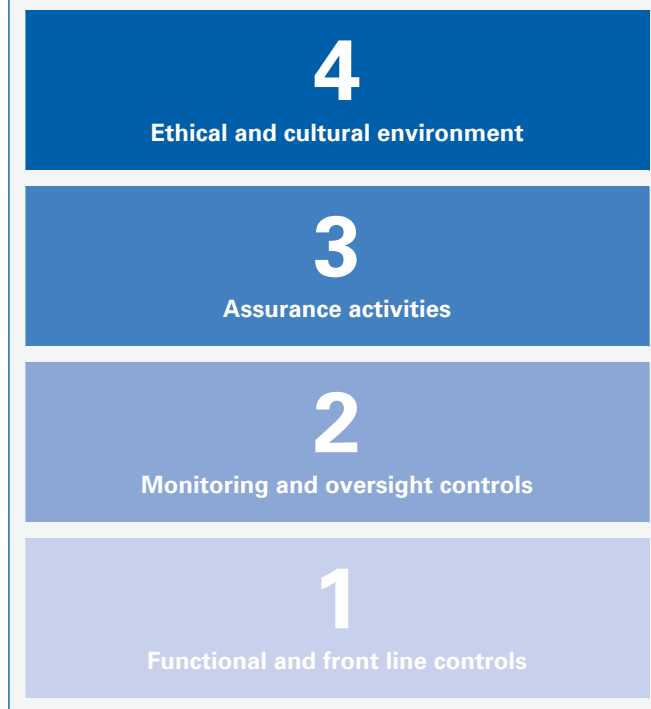 4
Ethical and cultural environment
3
Assurance activities
2
Monitoring and oversight controls
1
Functional and front line controls